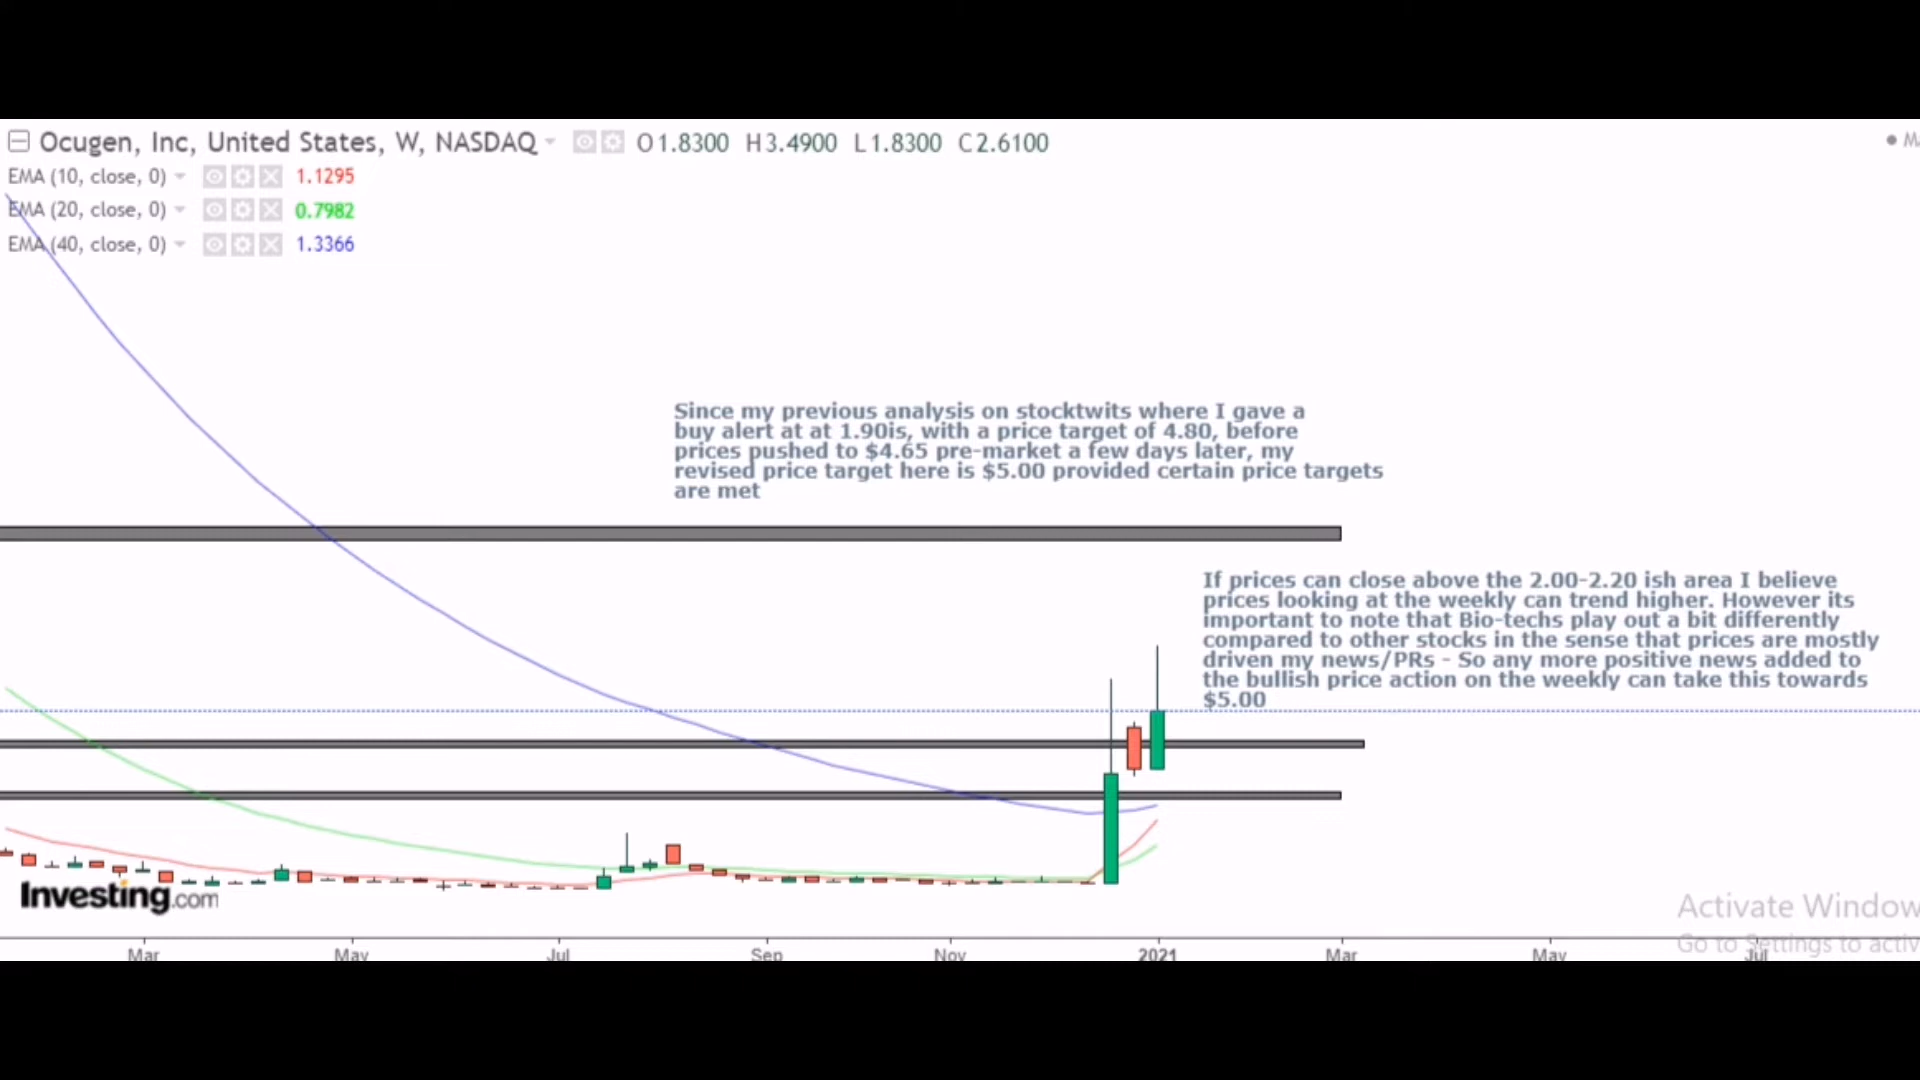 Ocugen, Inc, United States, W, NASDAQ O1.8300 H3.4900 L1.8300 C2.6100
EMA (10, close, 0) 1.1295
EMA (20, close, 0) 0.7982
EMA (40, close, 0) 1.3366
Since my previous analysis on stocktwits where I gave a
buy alert at at 1.90is, with a price target of 4.80, before
prices pushed to $4.65 pre-market a few days later, my
revised price target here is $5.00 provided certain price targets
are met
If prices can close above the 2.00-2.20 ish area I believe
prices looking at the weekly can trend higher. However its
important to note that Bio-techs play out a bit differently
compared to other stocks in the sense that prices are mostly
driven my news/PRs - So any more positive news added to
the bullish price action on the weekly can take this towards
$5.00
Investing.com
Activate Window
Go to Settings to activ
Mar May Jul Sep Nov 2021 Mar May Jul